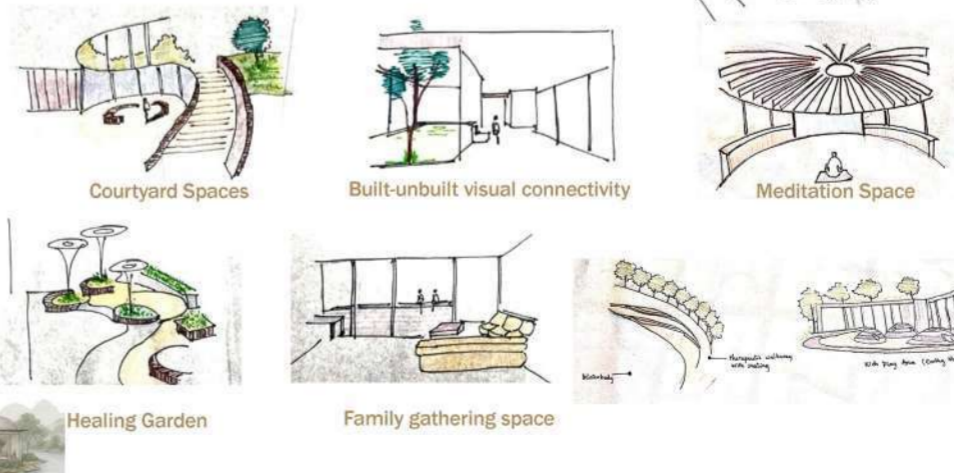 Courtyard Spaces
Built-unbuilt visual connectivity
Meditation Space
Healing Garden
Family gathering space
Waterbody
Therapeutic walkway
with seating
Kids Play Area